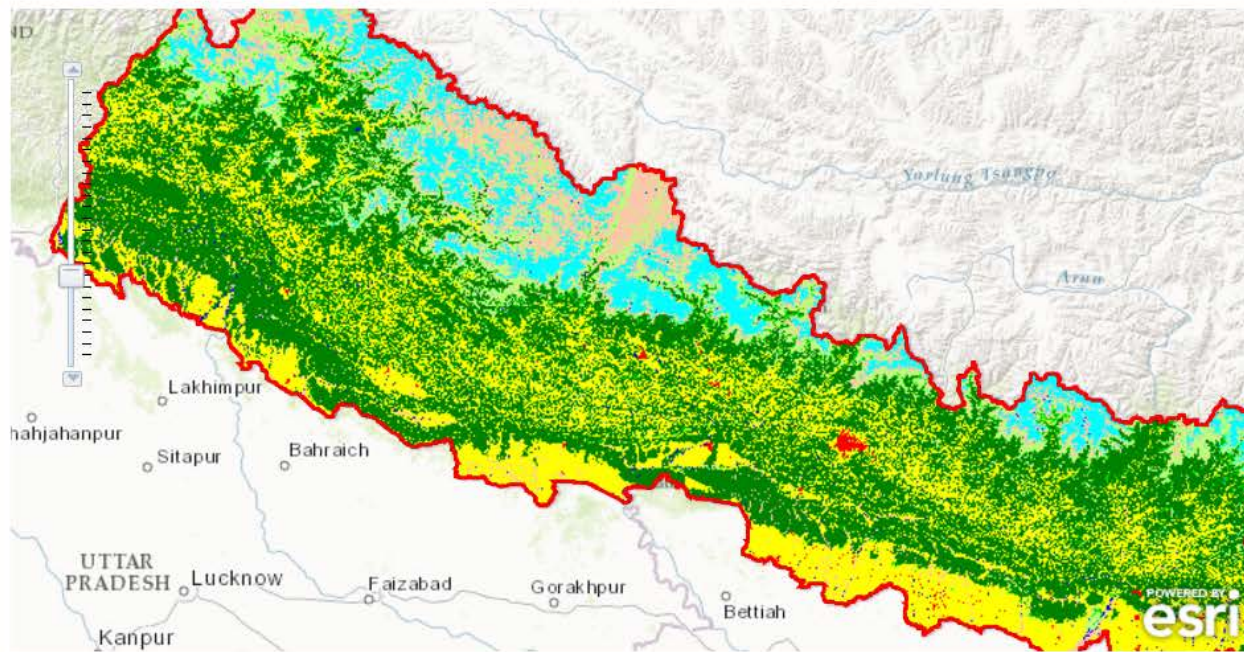 ND
Yarlung Tsangpo
Arun
Lakhimpur
hahjahanpur
Sitapur
Bahraich
UTTAR
PRADESH
Lucknow
Faizabad
Gorakhpur
Bettiah
Kanpur
POWERED BY
esri